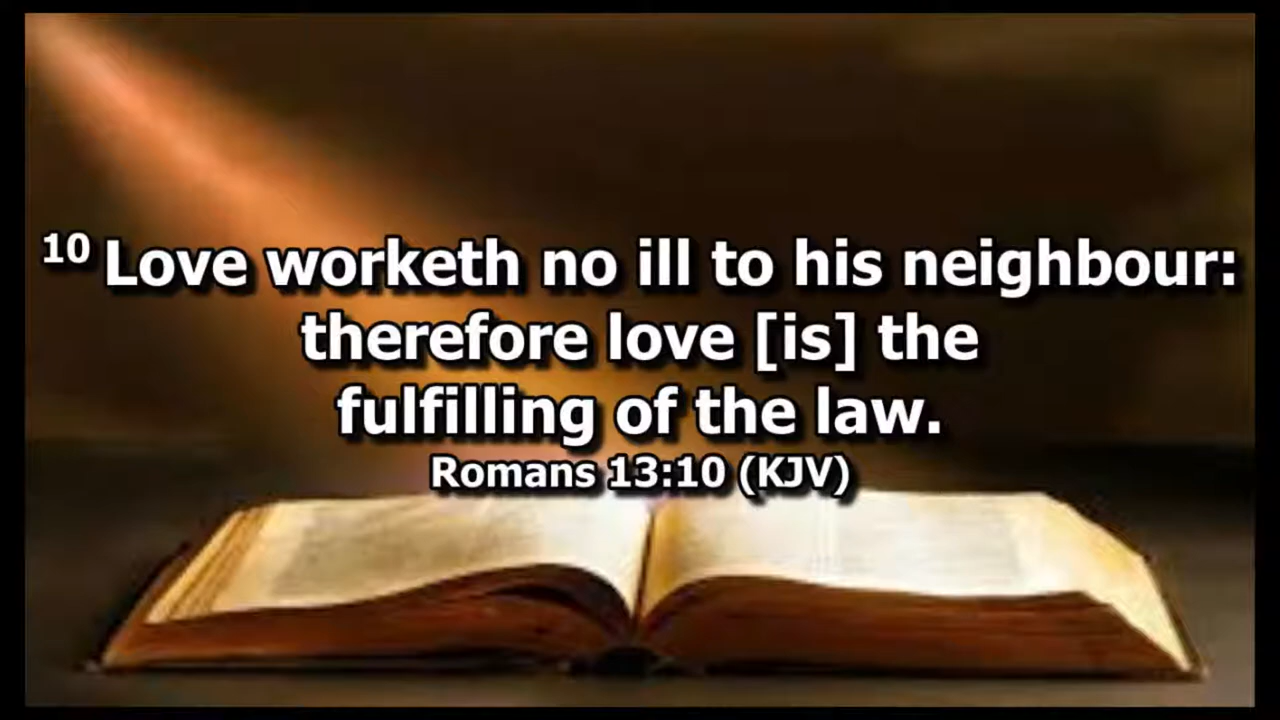 10 Love worketh no ill to his neighbour:
therefore love [is] the
fulfilling of the law.
Romans 13:10 (KJV)